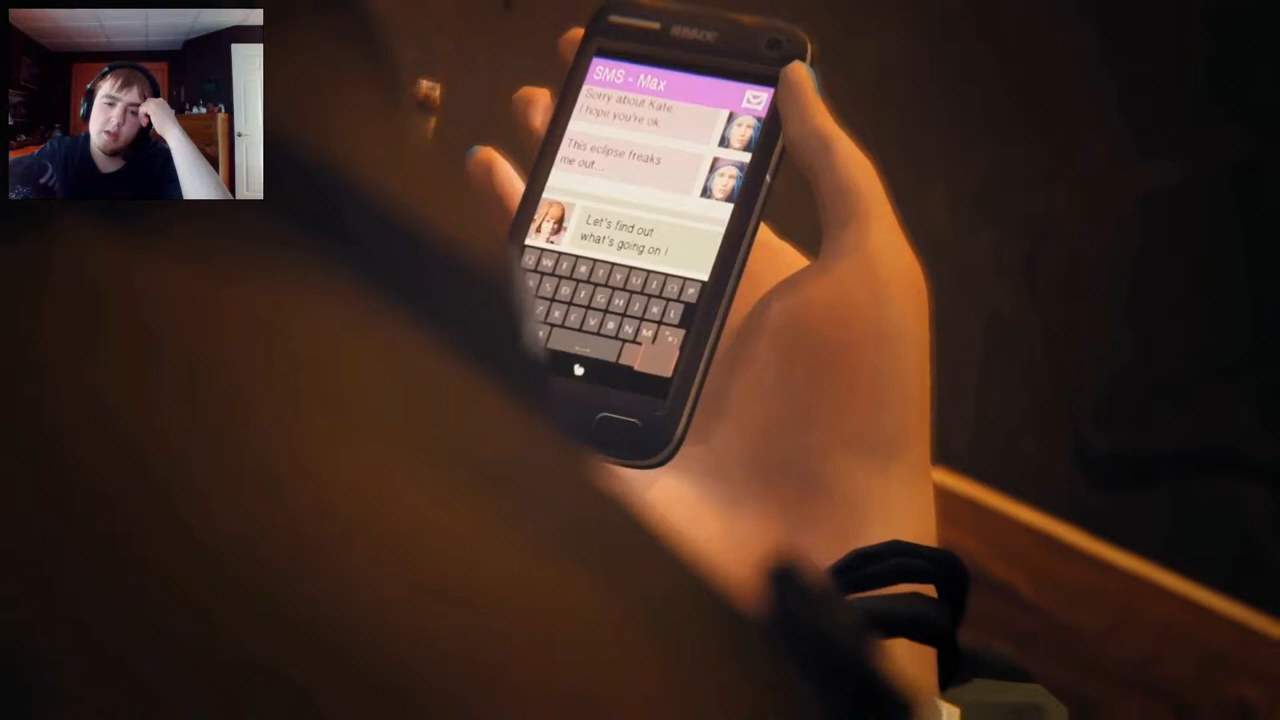 SMS - Max
Sorry about Kate.
I hope you're ok.
This eclipse freaks
me out...
Let's find out
what's going on !
Q W E R T Y U I O P
S D F G H J K L
Z X C V B N M